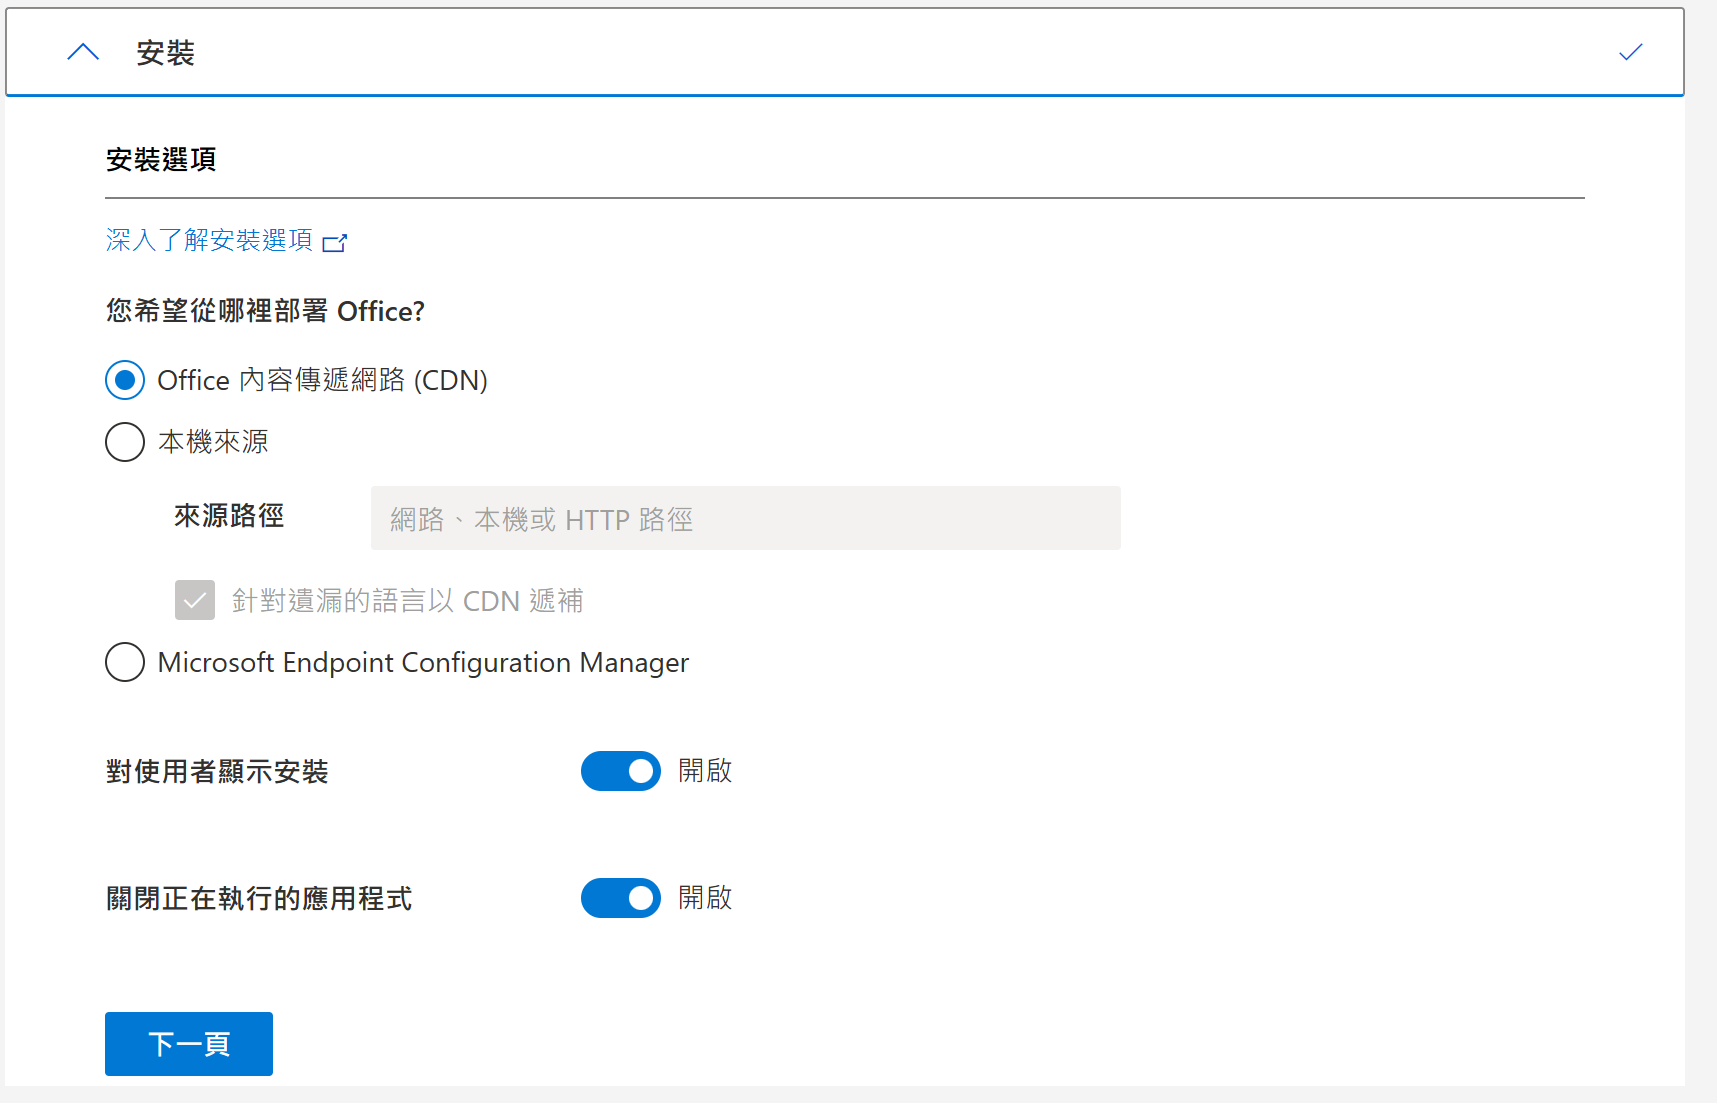 安裝
安裝選項
深入了解安裝選項
您希望從哪裡部署 Office?
Office 內容傳遞網路 (CDN)
本機來源
來源路徑
網路、本機或 HTTP 路徑
針對遺漏的語言以 CDN 遞補
Microsoft Endpoint Configuration Manager
對使用者顯示安裝
開啟
關閉正在執行的應用程式
開啟
下一頁